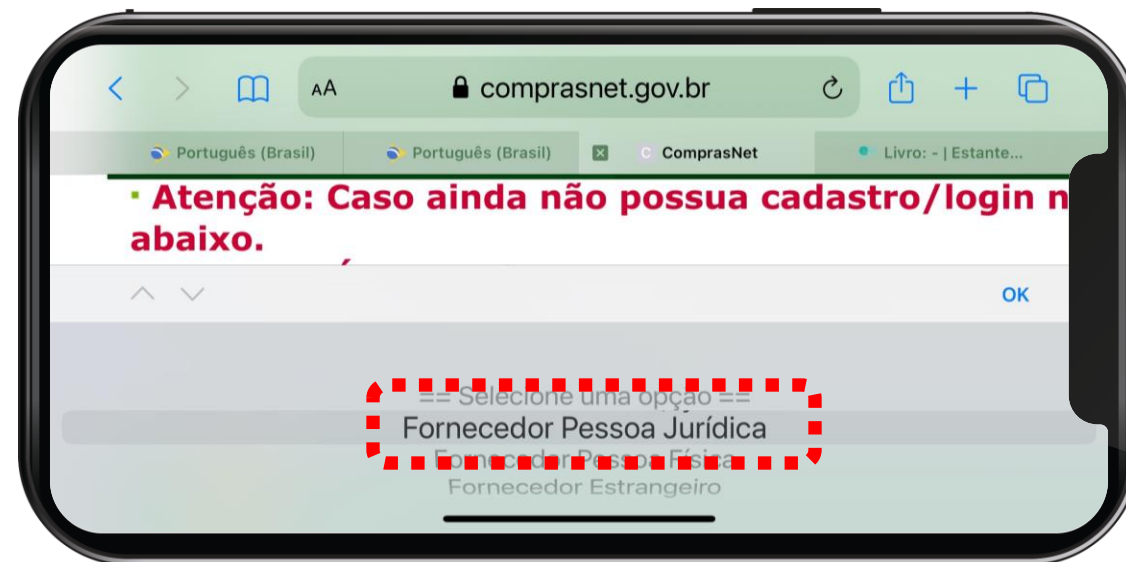 AA comprasnet.gov.br
Português (Brasil) Português (Brasil) C ComprasNet Livro: - | Estante...
Atenção: Caso ainda não possua cadastro/login n
abaixo.
OK
== Selecione uma opção ==
Fornecedor Pessoa Jurídica
Fornecedor Pessoa Física
Fornecedor Estrangeiro